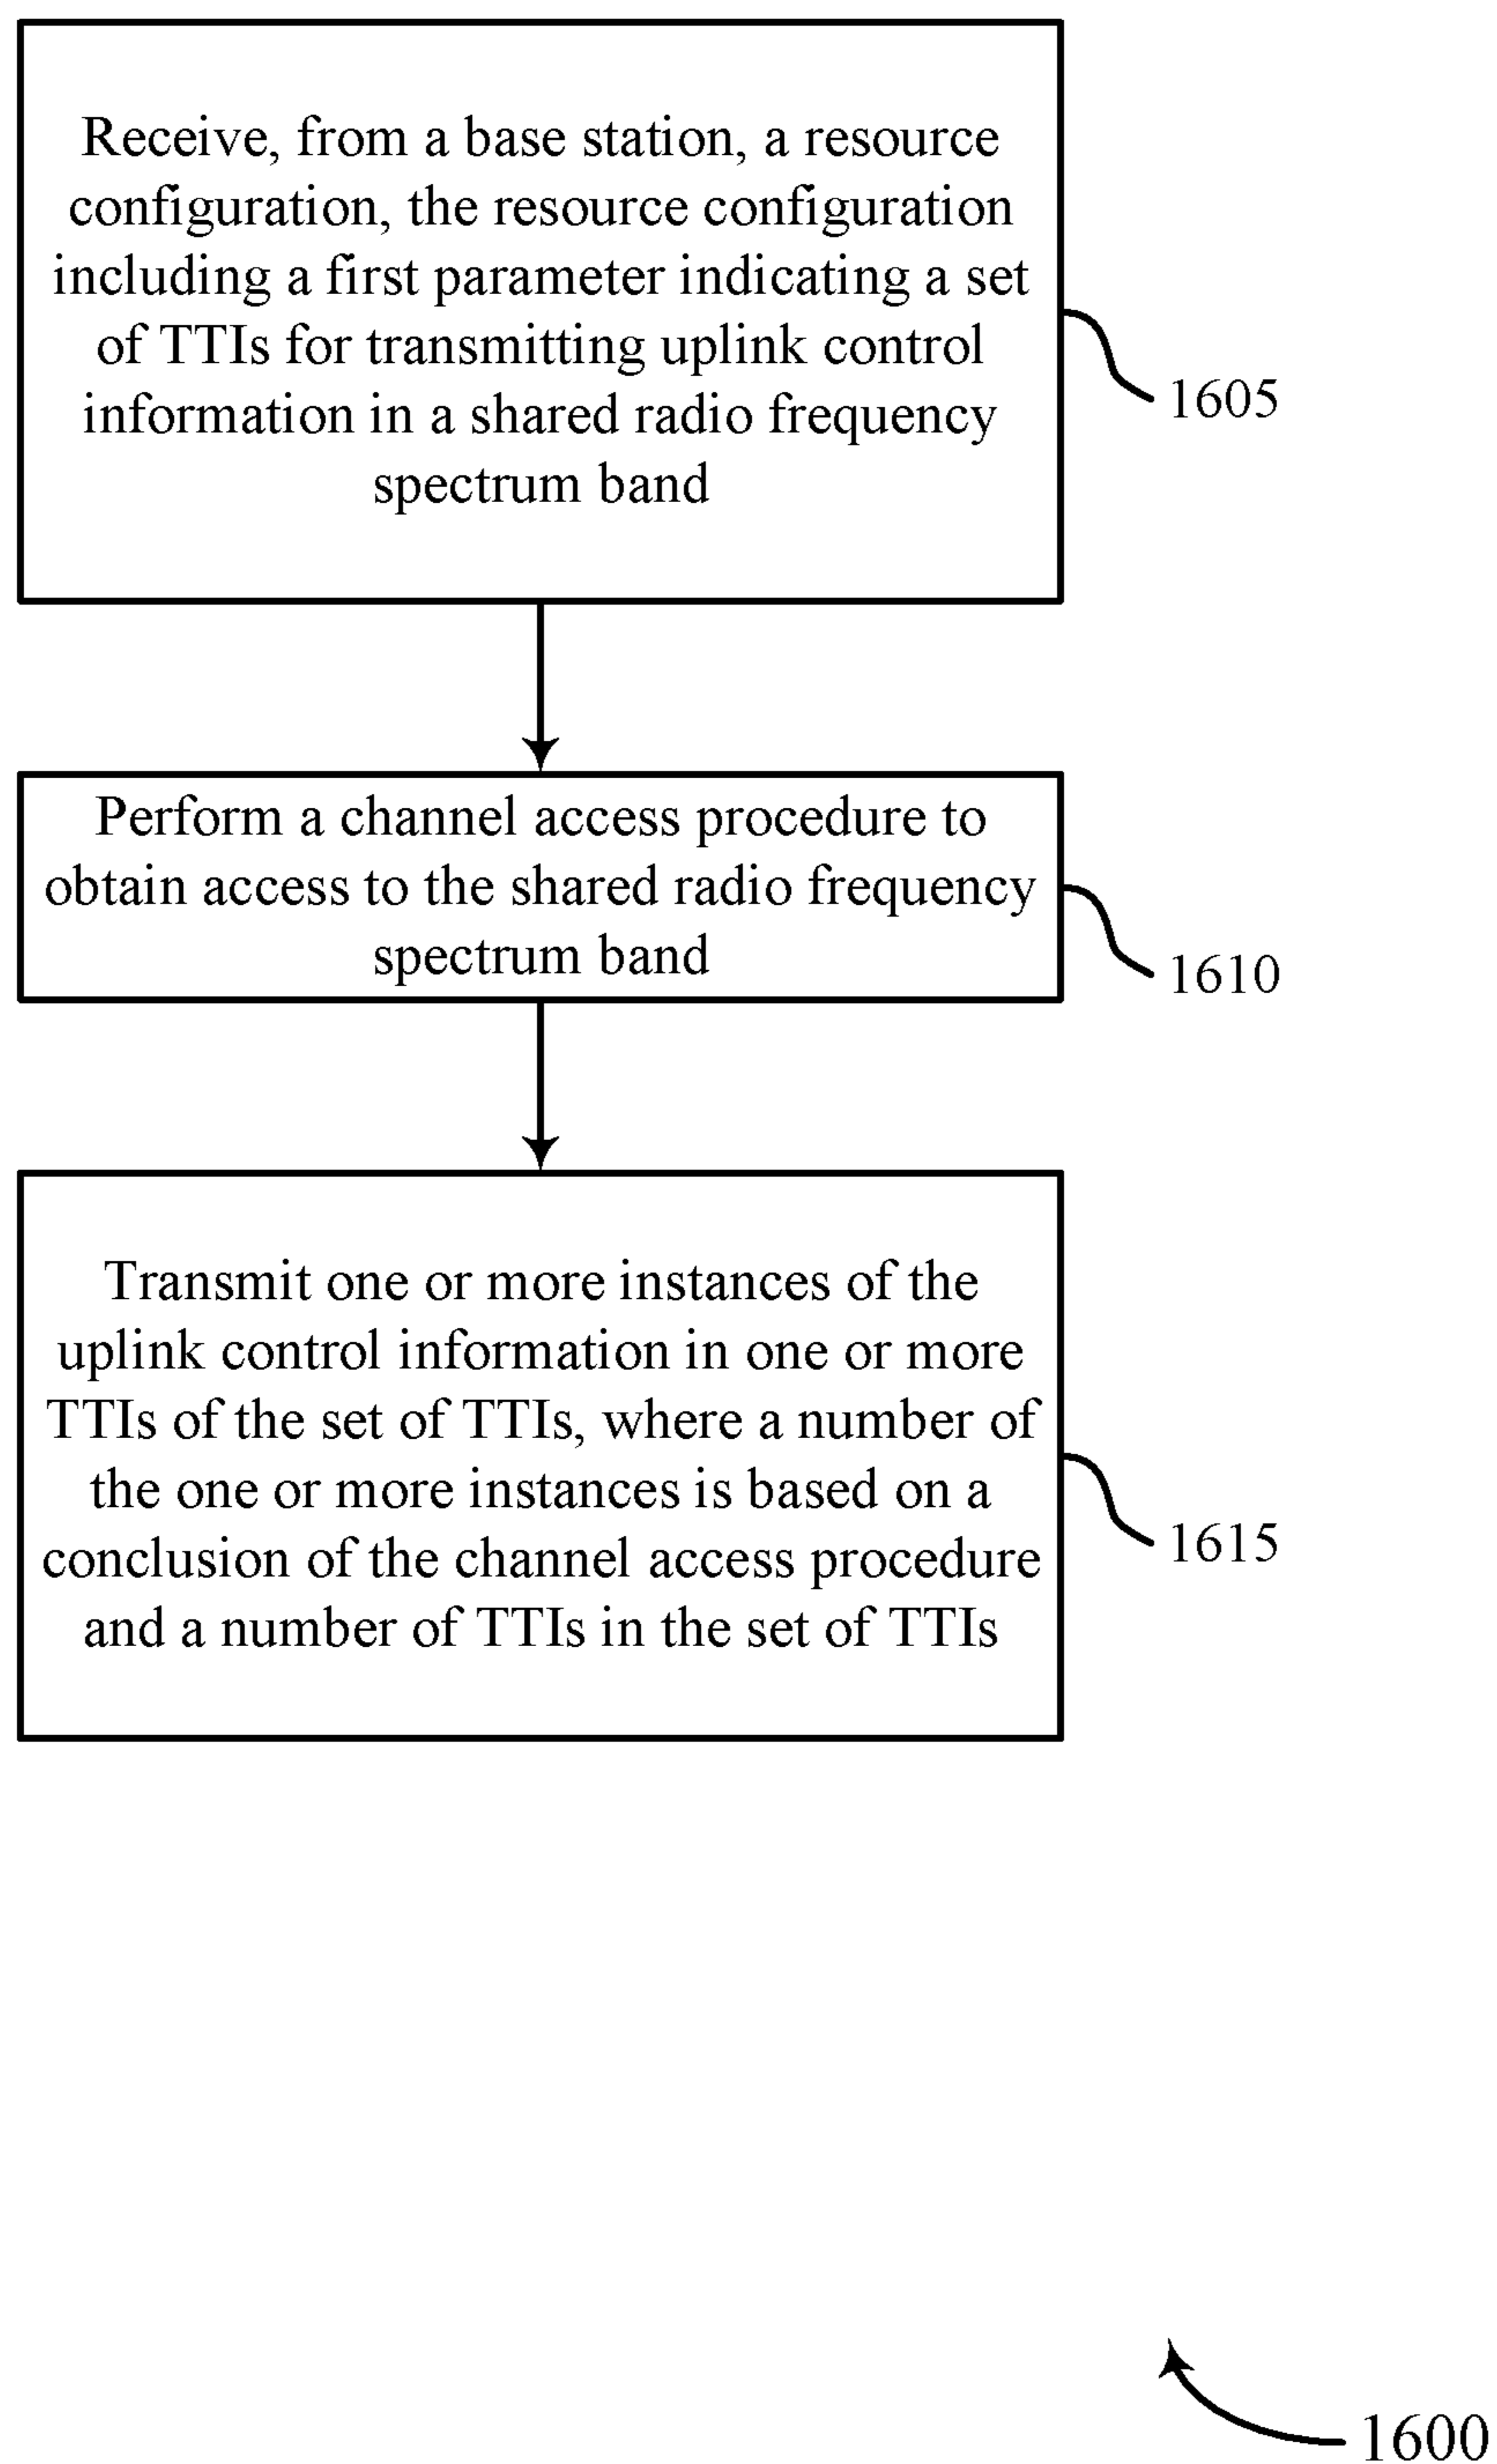 Receive, from a base station, a resource
configuration, the resource configuration
including a first parameter indicating a set
of TTIs for transmitting uplink control
information in a shared radio frequency
spectrum band
1605
Perform a channel access procedure to
obtain access to the shared radio frequency
spectrum band
1610
Transmit one or more instances of the
uplink control information in one or more
TTIs of the set of TTIs, where a number of
the one or more instances is based on a
conclusion of the channel access procedure
and a number of TTIs in the set of TTIs
1615
1600